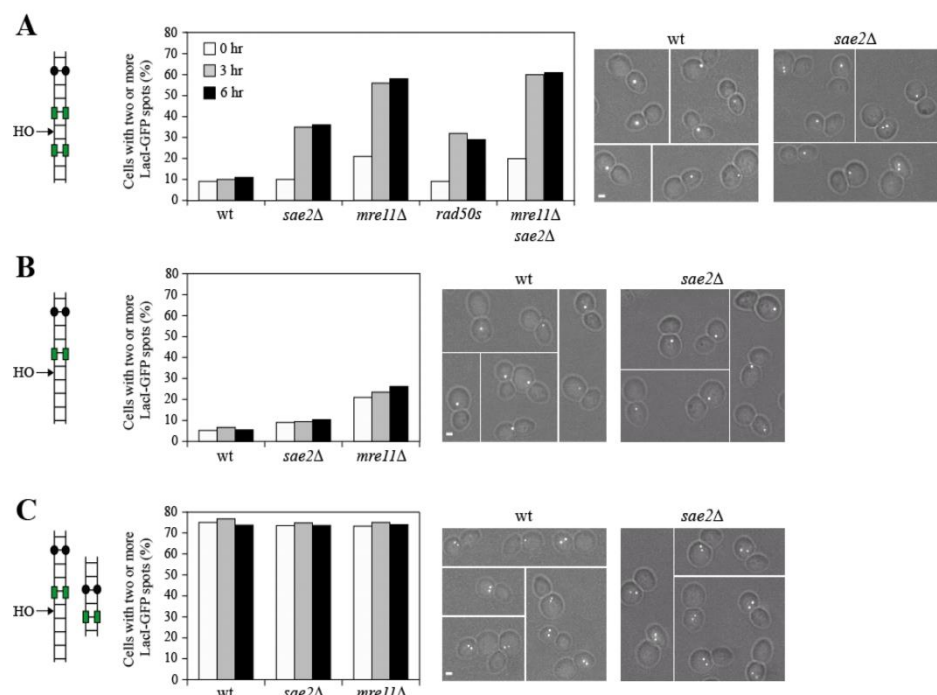 A
HO
Cells with two or more
LacI-GFP spots (%)
80
70
60
50
40
30
20
10
0
0 hr
3 hr
6 hr
wt
sae2Δ
mre11Δ
rad50s
mre11Δ
sae2Δ
wt
sae2Δ
B
HO
Cells with two or more
LacI-GFP spots (%)
80
70
60
50
40
30
20
10
0
wt
sae2Δ
mre11Δ
wt
sae2Δ
C
HO
Cells with two or more
LacI-GFP spots (%)
80
70
60
50
40
30
20
10
0
wt
sae2Δ
mre11Δ
wt
sae2Δ